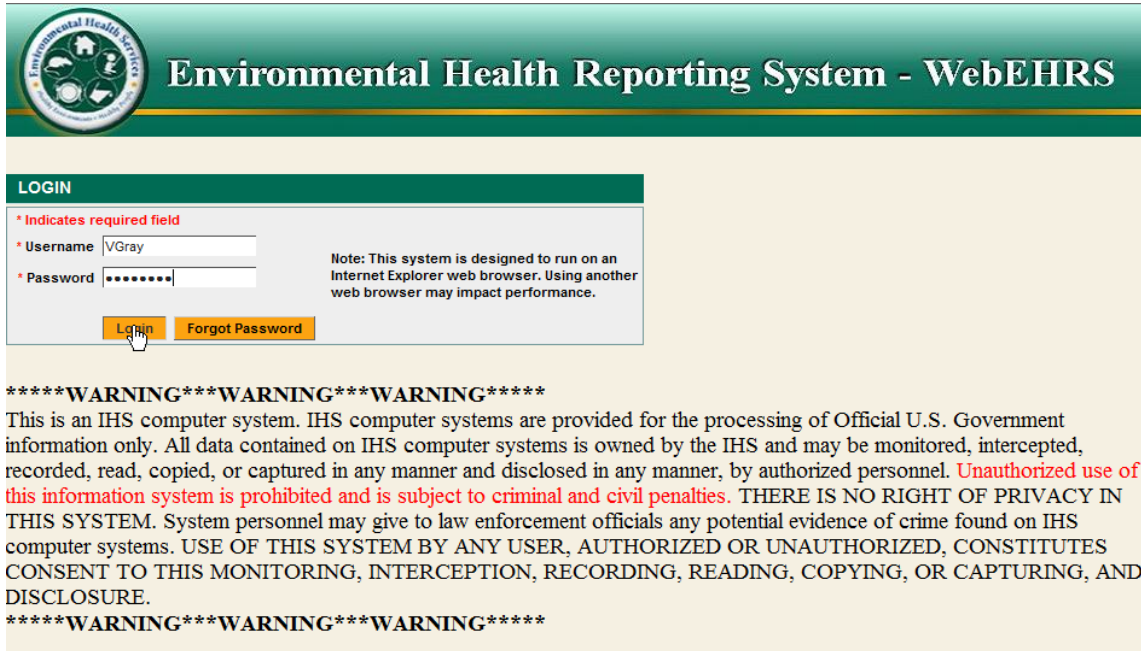 Environmental Health Services
Environmental Health Reporting System - WebEHRS
LOGIN
* Indicates required field
* Username VGray
* Password ••••••••
Note: This system is designed to run on an
Internet Explorer web browser. Using another
web browser may impact performance.
Login Forgot Password
*****WARNING***WARNING***WARNING*****
This is an IHS computer system. IHS computer systems are provided for the processing of Official U.S. Government
information only. All data contained on IHS computer systems is owned by the IHS and may be monitored, intercepted,
recorded, read, copied, or captured in any manner and disclosed in any manner, by authorized personnel. Unauthorized use of
this information system is prohibited and is subject to criminal and civil penalties. THERE IS NO RIGHT OF PRIVACY IN
THIS SYSTEM. System personnel may give to law enforcement officials any potential evidence of crime found on IHS
computer systems. USE OF THIS SYSTEM BY ANY USER, AUTHORIZED OR UNAUTHORIZED, CONSTITUTES
CONSENT TO THIS MONITORING, INTERCEPTION, RECORDING, READING, COPYING, OR CAPTURING, AND
DISCLOSURE.
*****WARNING***WARNING***WARNING*****